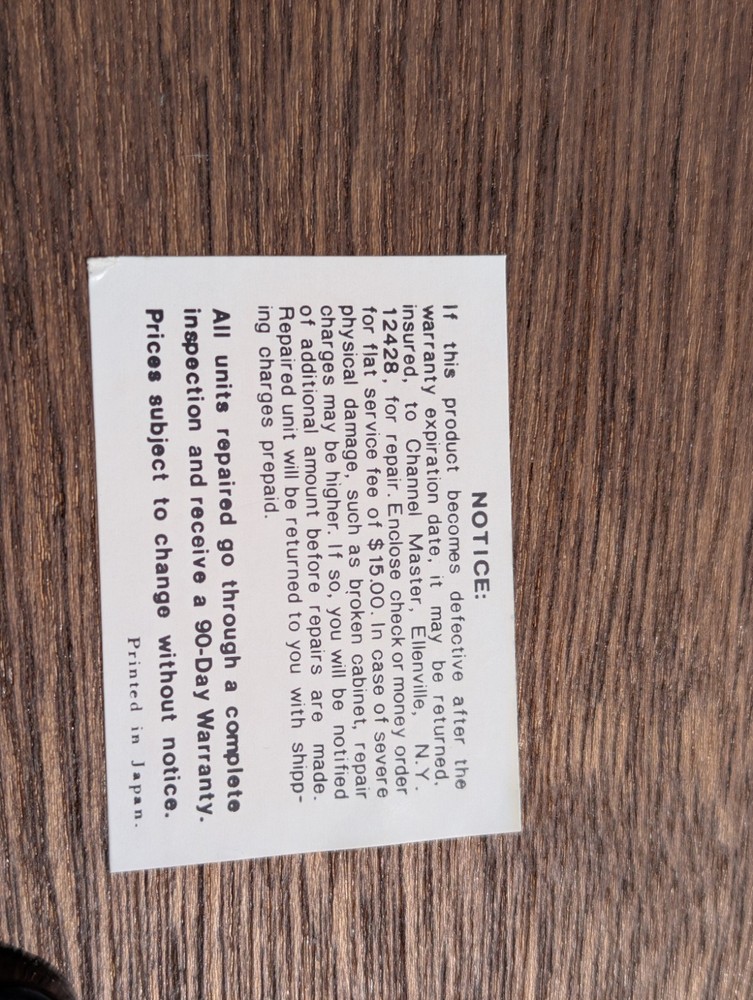 NOTICE:
If this product becomes defective after the
warranty expiration date, it may be returned.
insured, to Channel Master, Ellenville, N.Y.
12428, for repair. Enclose check or money order
for flat service fee of $15.00. In case of severe
physical damage, such as broken cabinet, repair
charges may be higher. If so, you will be notified
of additional amount before repairs are made.
Repaired unit will be returned to you with shipp-
ing charges prepaid.
All units repaired go through a complete
inspection and receive a 90-Day Warranty.
Prices subject to change without notice.
Printed in Japan.